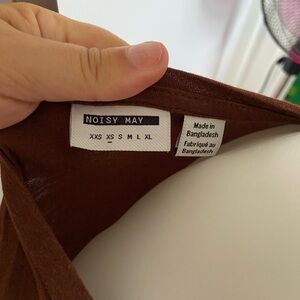 NOISY MAY
XXS XS S M L XL
Made in
Bangladesh
Fabriqué au
Bangladesh